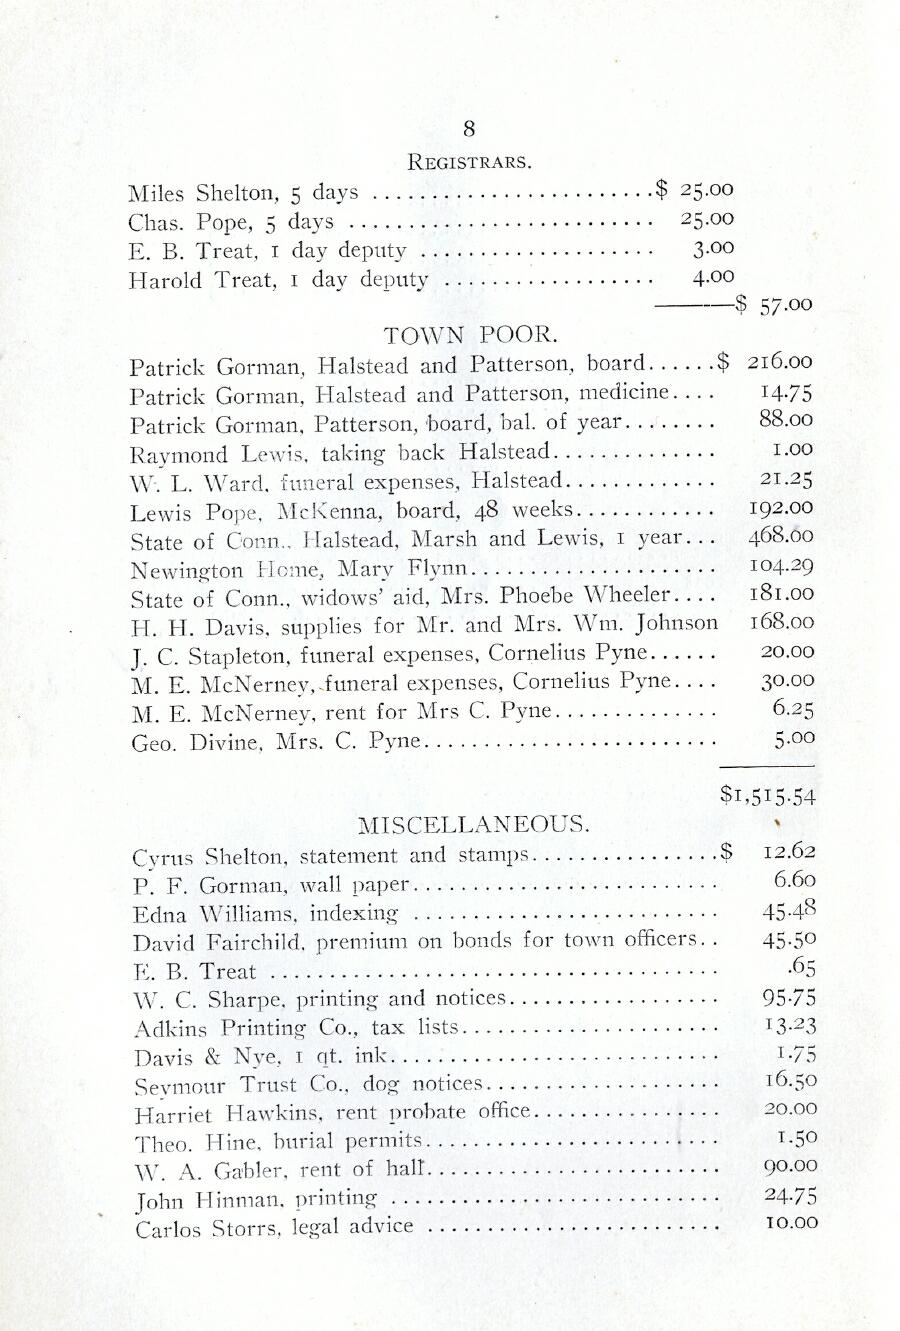 8
REGISTRARS.
Miles Shelton, 5 days .........................$ 25.00
Chas. Pope, 5 days .......................... 25.00
E. B. Treat, 1 day deputy .................... 3.00
Harold Treat, 1 day deputy .................. 4.00
$ 57.00
TOWN POOR.
Patrick Gorman, Halstead and Patterson, board......$ 216.00
Patrick Gorman, Halstead and Patterson, medicine.... 14.75
Patrick Gorman, Patterson, board, bal. of year........ 88.00
Raymond Lewis, taking back Halstead.............. 1.00
W. L. Ward, funeral expenses, Halstead............. 21.25
Lewis Pope, McKenna, board, 48 weeks............ 192.00
State of Conn., Halstead, Marsh and Lewis, 1 year... 468.00
Newington Home, Mary Flynn..................... 104.29
State of Conn., widows' aid, Mrs. Phoebe Wheeler.... 181.00
H. H. Davis, supplies for Mr. and Mrs. Wm. Johnson 168.00
J. C. Stapleton, funeral expenses, Cornelius Pyne...... 20.00
M. E. McNerney, funeral expenses, Cornelius Pyne.... 30.00
M. E. McNerney, rent for Mrs C. Pyne.............. 6.25
Geo. Divine, Mrs. C. Pyne......................... 5.00
$1,515.54
MISCELLANEOUS.
Cyrus Shelton, statement and stamps................$ 12.62
P. F. Gorman, wall paper.......................... 6.60
Edna Williams, indexing .......................... 45.48
David Fairchild, premium on bonds for town officers.. 45.50
E. B. Treat ...................................... .65
W. C. Sharpe, printing and notices.................. 95.75
Adkins Printing Co., tax lists...................... 13.23
Davis & Nye, 1 qt. ink............................ 1.75
Seymour Trust Co., dog notices.................... 16.50
Harriet Hawkins, rent probate office................ 20.00
Theo. Hine, burial permits......................... 1.50
W. A. Gabler, rent of hall......................... 90.00
John Hinman, printing ............................ 24.75
Carlos Storrs, legal advice ......................... 10.00